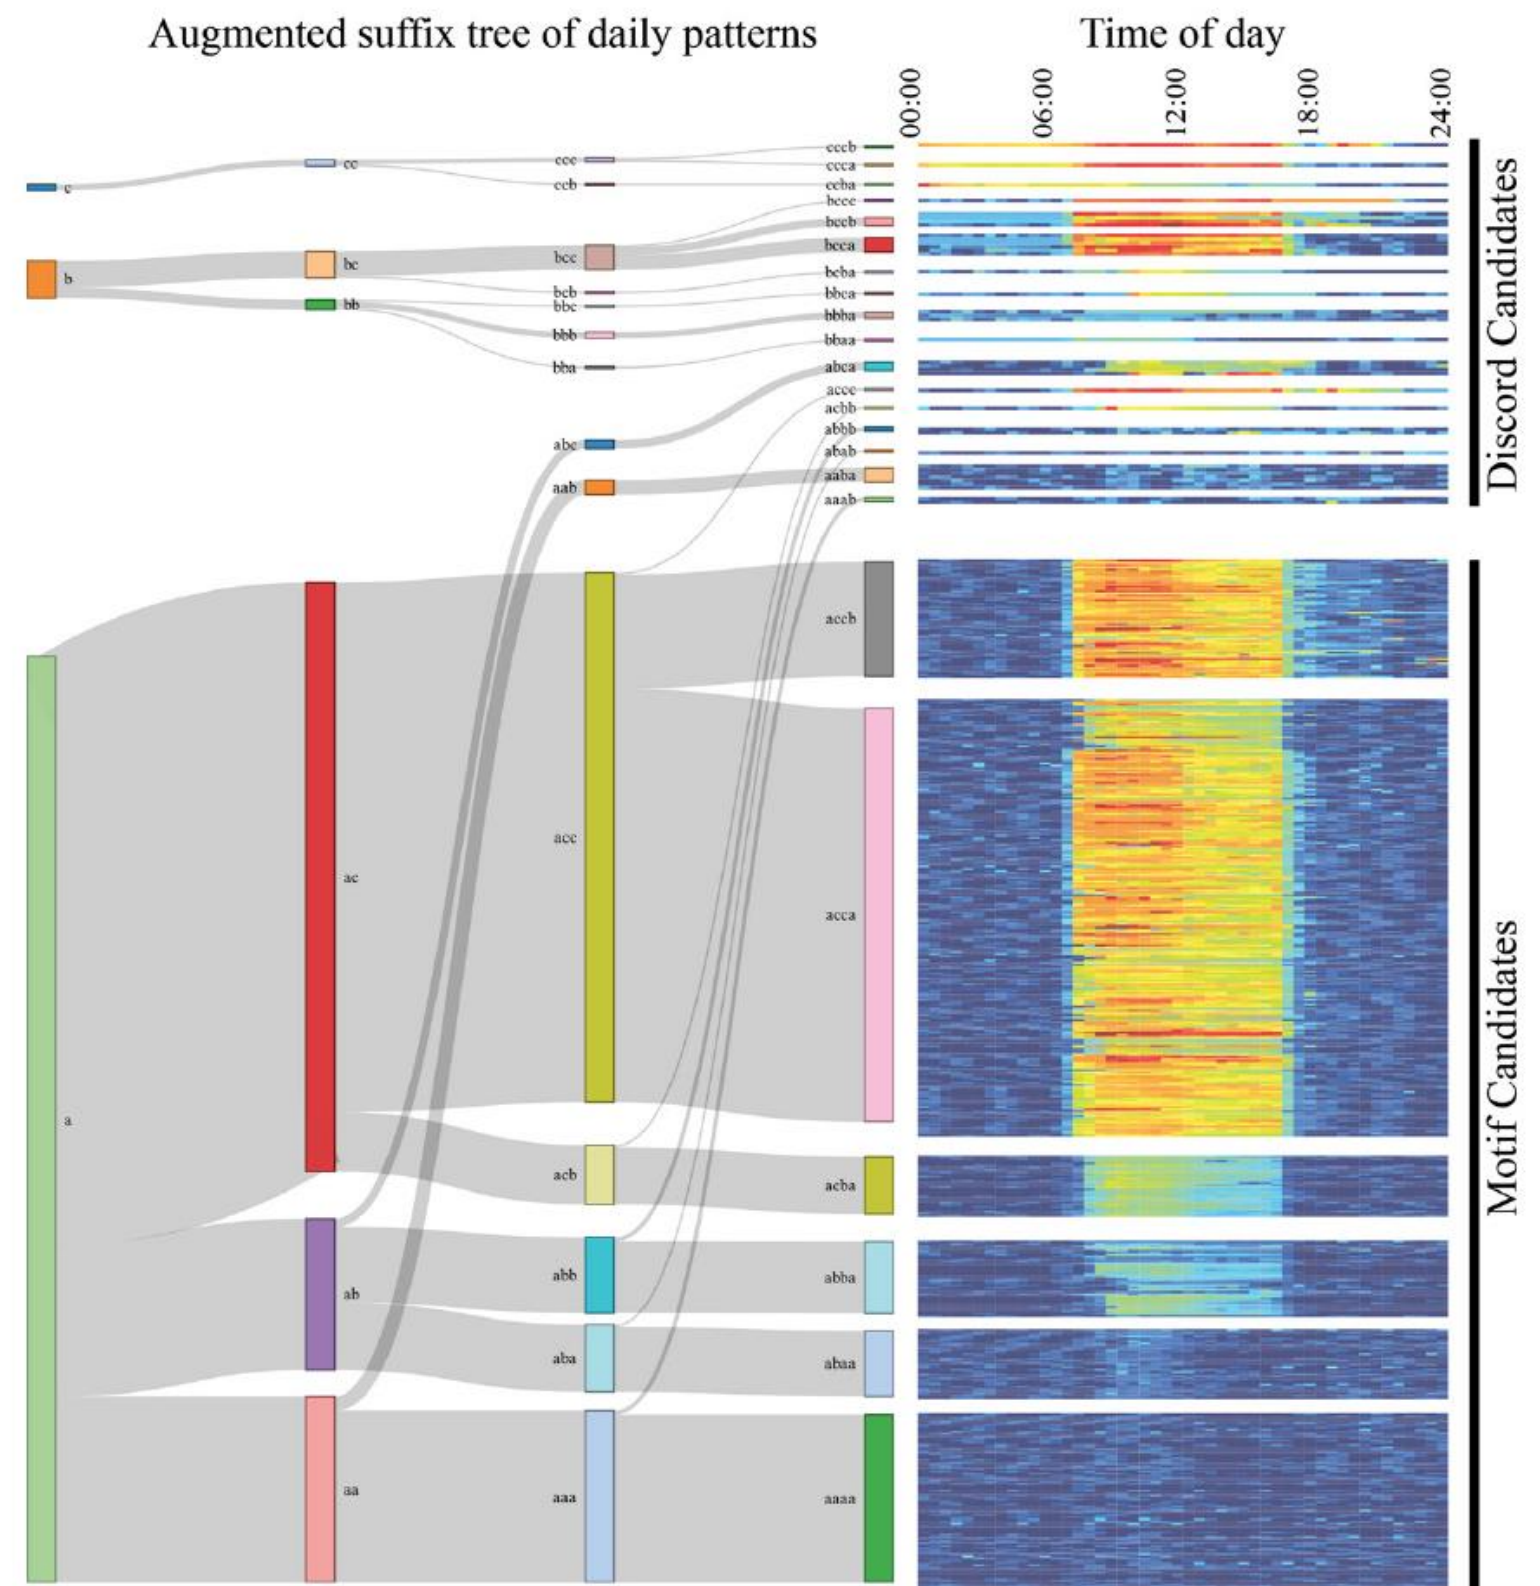 Augmented suffix tree of daily patterns
Time of day
00:00
06:00
12:00
18:00
24:00
c
cc
ccc
ccb
cccb
ccca
ccba
b
bc
bb
bcc
bcb
bbc
bbb
bba
bccc
bccb
bcca
bcba
bbca
bbba
bbaa
abc
aab
abca
accc
acbb
abbb
abab
aaba
aaab
Discord Candidates
a
ac
ab
aa
acc
acb
abb
aba
aaa
accb
acca
acba
abba
abaa
aaaa
Motif Candidates